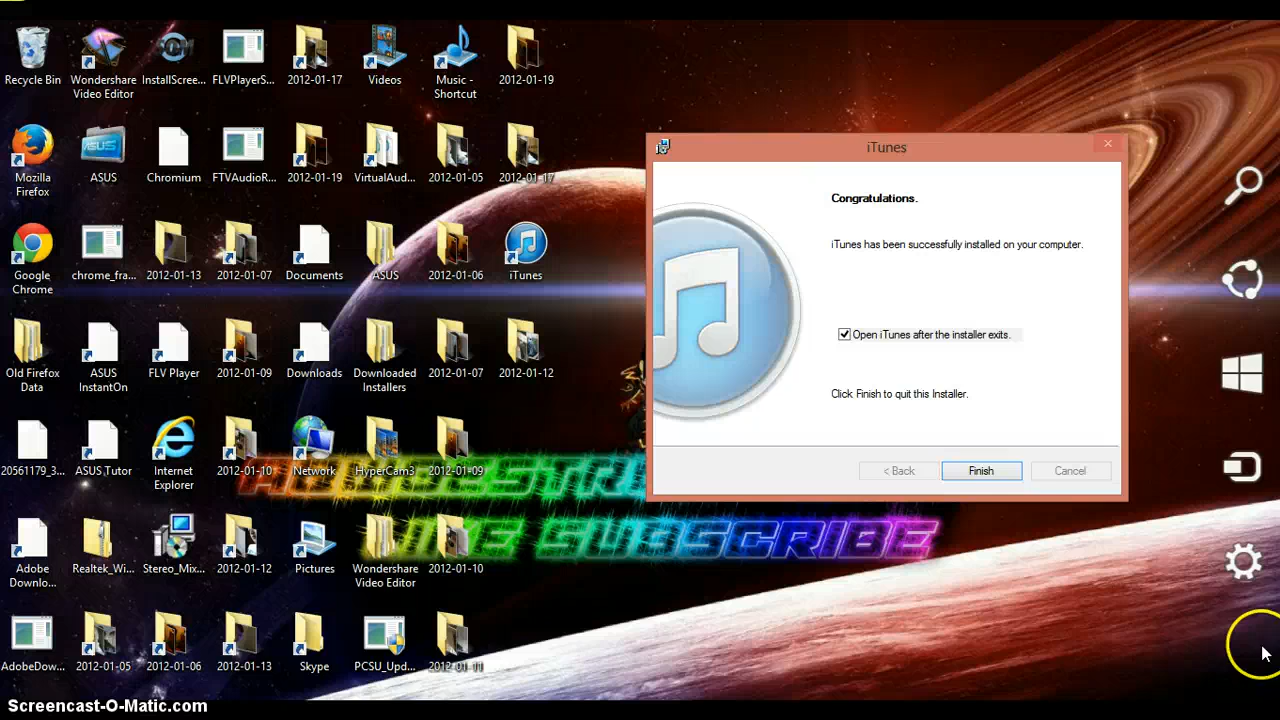 Recycle Bin
Wondershare
Video Editor
InstallScree...
FLVPlayerS...
2012-01-17
Videos
Music -
Shortcut
2012-01-19
Mozilla
Firefox
ASUS
Chromium
FTVAudioR...
2012-01-19
VirtualAud...
2012-01-05
2012-01-17
Google
Chrome
chrome_fra...
2012-01-13
2012-01-07
Documents
ASUS
2012-01-06
iTunes
Old Firefox
Data
ASUS
InstantOn
FLV Player
2012-01-09
Downloads
Downloaded
Installers
2012-01-07
2012-01-12
20561179_3...
ASUS Tutor
Internet
Explorer
2012-01-10
Network
HyperCam3
2012-01-09
Adobe
Downlo...
Realtek_Wi...
Stereo_Mix...
2012-01-12
Pictures
Wondershare
Video Editor
2012-01-10
AdobeDow...
2012-01-05
2012-01-06
2012-01-13
Skype
PCSU_Upd...
2012-01-11
SUBSCRIBE
iTunes
Congratulations.
iTunes has been successfully installed on your computer.
Open iTunes after the installer exits.
Click Finish to quit this Installer.
< Back
Finish
Cancel
Screencast-O-Matic.com